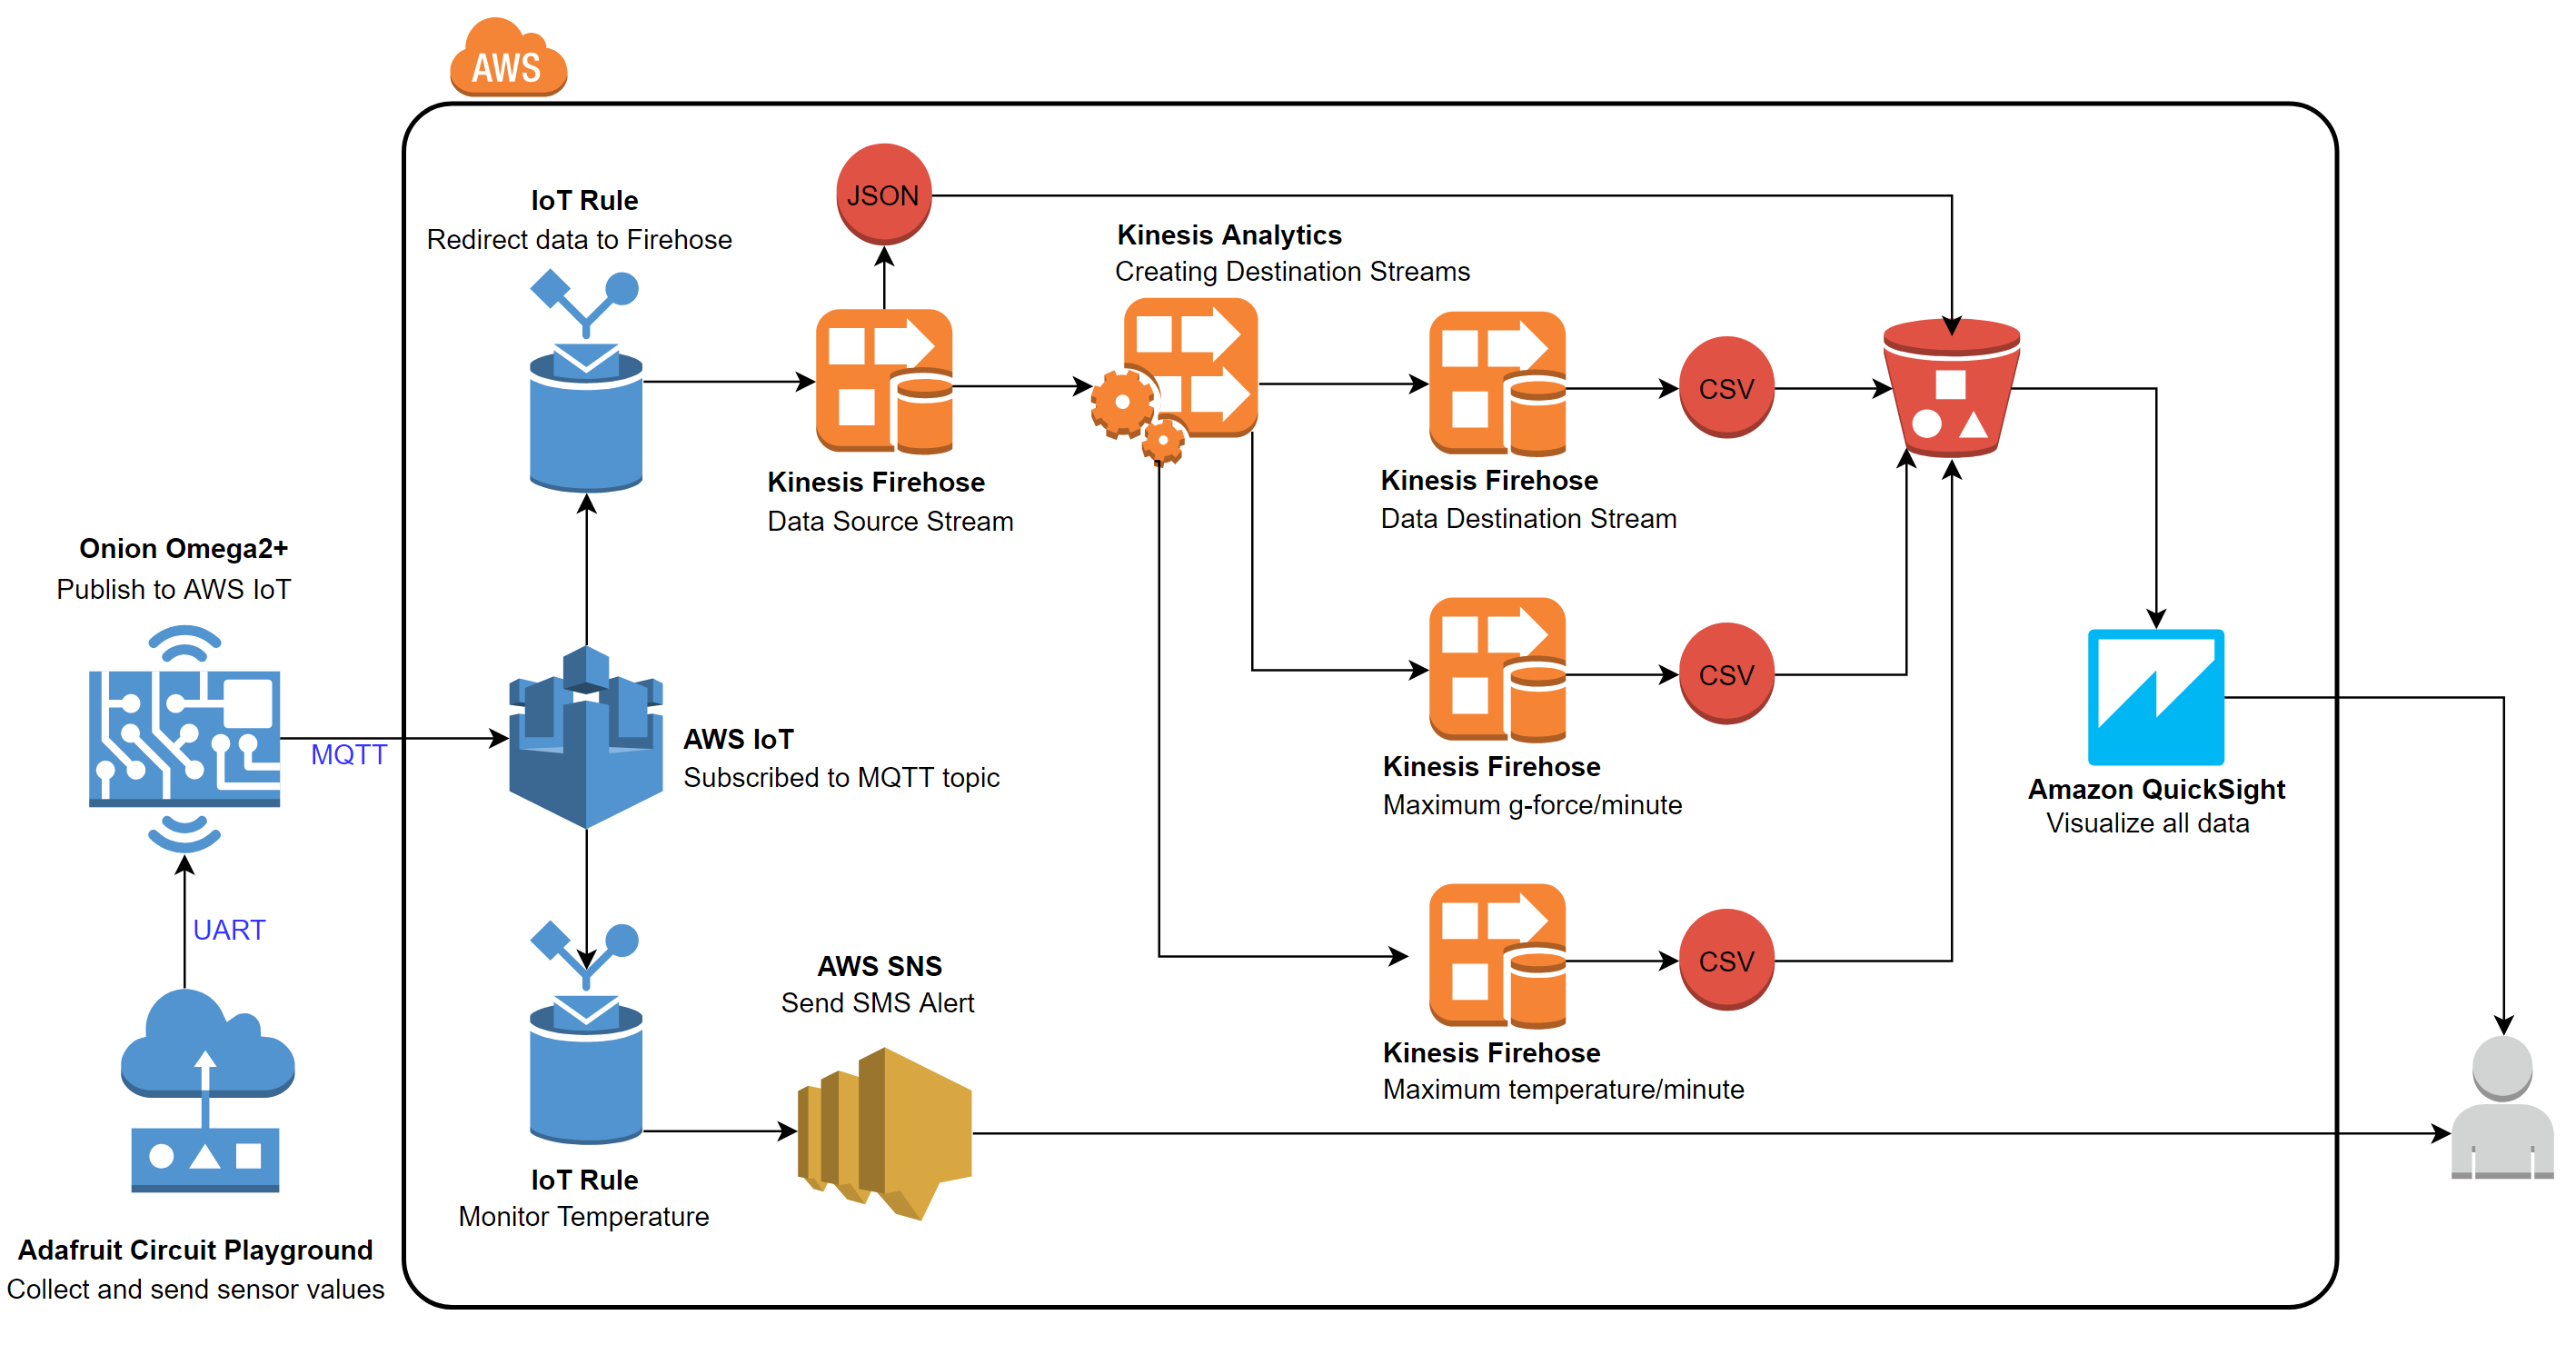 AWS
JSON
IoT Rule
Redirect data to Firehose
Kinesis Analytics
Creating Destination Streams
CSV
Kinesis Firehose
Data Source Stream
Kinesis Firehose
Data Destination Stream
Onion Omega2+
Publish to AWS IoT
MQTT
AWS IoT
Subscribed to MQTT topic
CSV
Kinesis Firehose
Maximum g-force/minute
Amazon QuickSight
Visualize all data
UART
AWS SNS
Send SMS Alert
CSV
Kinesis Firehose
Maximum temperature/minute
IoT Rule
Monitor Temperature
Adafruit Circuit Playground
Collect and send sensor values